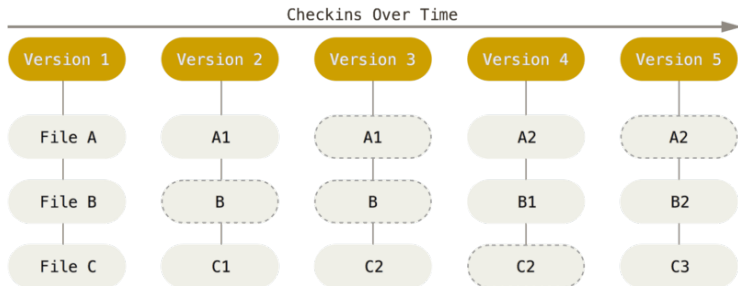 Checkins Over Time
Version 1 Version 2 Version 3 Version 4 Version 5
File A A1 A1 A2 A2
File B B B B1 B2
File C C1 C2 C2 C3